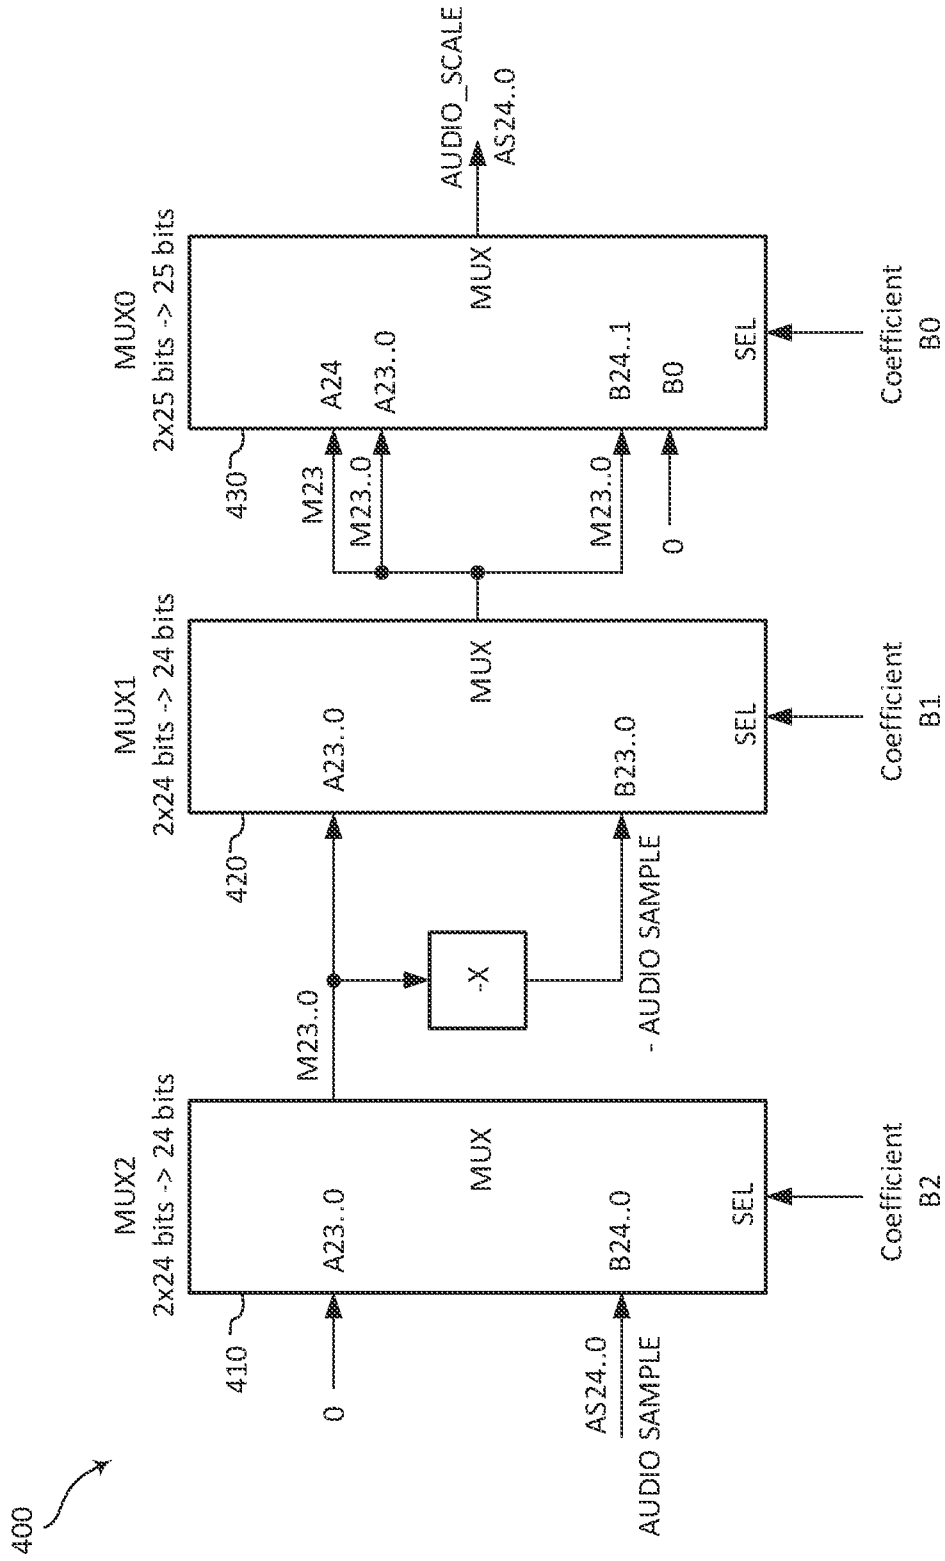 400
MUX2
2x24 bits -> 24 bits
410
0
A23..0
MUX
AS24..0
AUDIO SAMPLE
B24..0
SEL
Coefficient
B2
M23..0
-X
- AUDIO SAMPLE
MUX1
2x24 bits -> 24 bits
420
A23..0
MUX
B23..0
SEL
Coefficient
B1
MUX0
2x25 bits -> 25 bits
430
M23
A24
M23..0
A23..0
MUX
M23..0
B24..1
0
B0
SEL
Coefficient
B0
AUDIO_SCALE
AS24..0